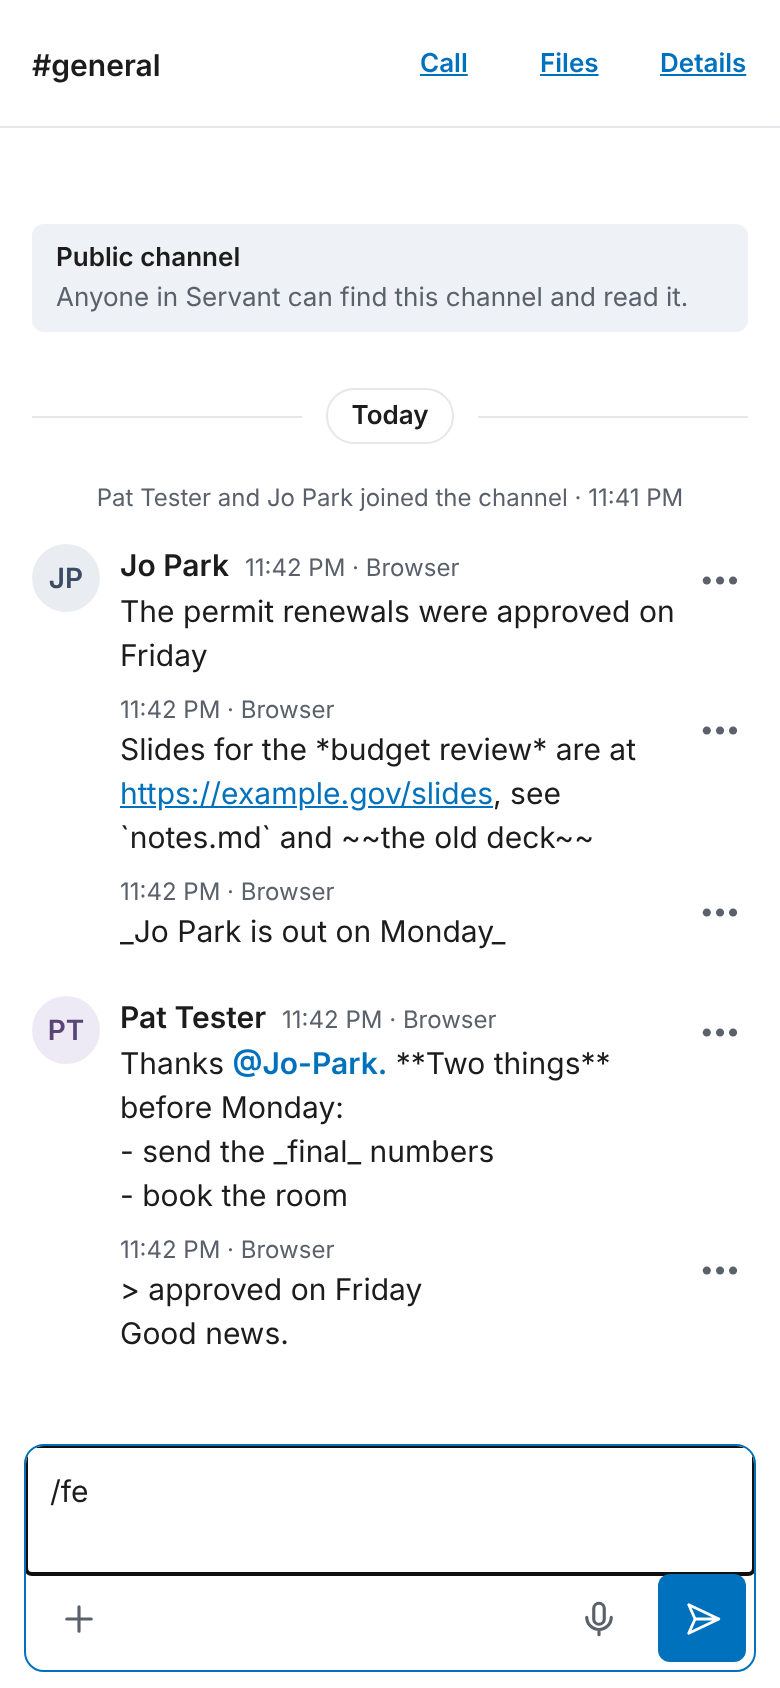 #general
Call
Files
Details
Public channel
Anyone in Servant can find this channel and read it.
Today
Pat Tester and Jo Park joined the channel · 11:41 PM
JP
Jo Park 11:42 PM · Browser
The permit renewals were approved on
Friday
11:42 PM · Browser
Slides for the *budget review* are at
https://example.gov/slides, see
`notes.md` and ~~the old deck~~
11:42 PM · Browser
_Jo Park is out on Monday_
PT
Pat Tester 11:42 PM · Browser
Thanks @Jo-Park. **Two things**
before Monday:
- send the _final_ numbers
- book the room
11:42 PM · Browser
> approved on Friday
Good news.
/fe